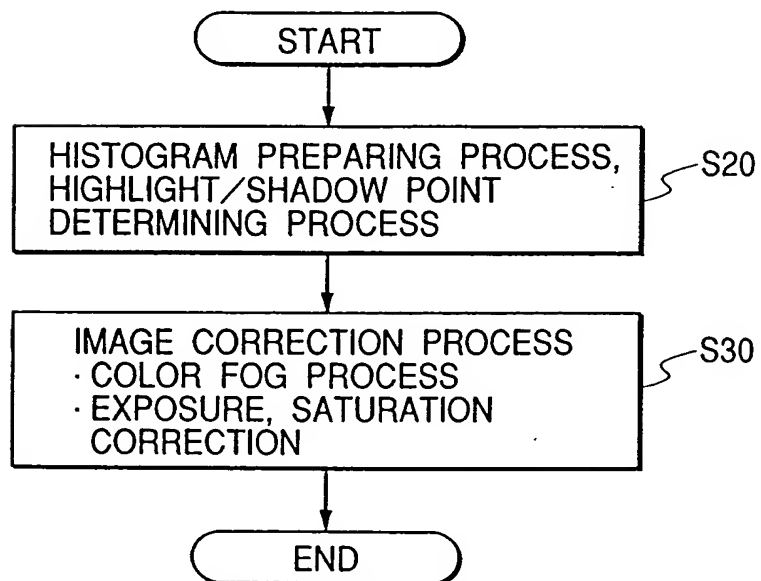 START
HISTOGRAM PREPARING PROCESS,
HIGHLIGHT/SHADOW POINT
DETERMINING PROCESS
S20
IMAGE CORRECTION PROCESS
· COLOR FOG PROCESS
· EXPOSURE, SATURATION
CORRECTION
S30
END